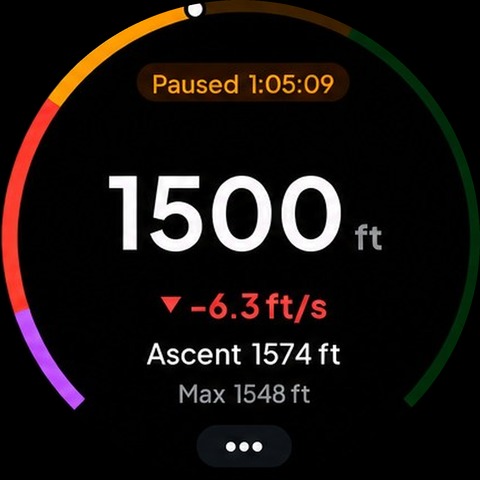 Paused 1:05:09
1500 ft
▼ -6.3 ft/s
Ascent 1574 ft
Max 1548 ft